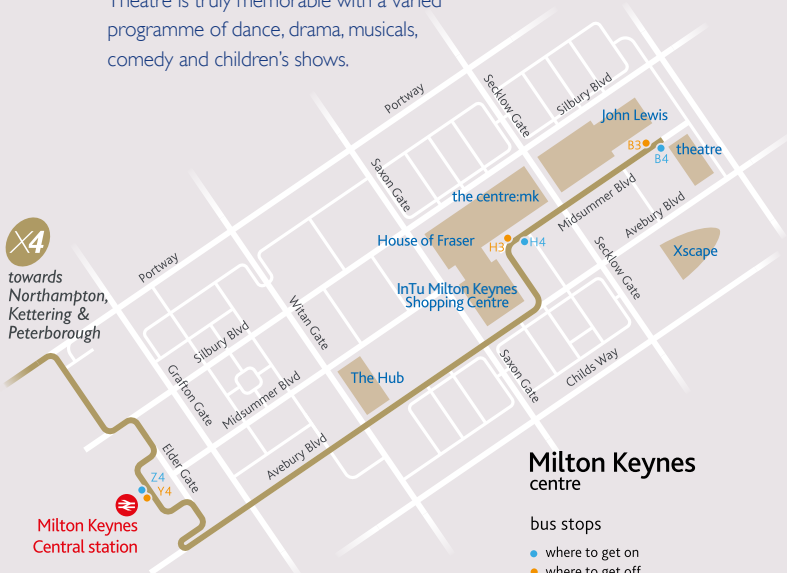 Theatre is truly memorable with a varied
programme of dance, drama, musicals,
comedy and children's shows.
Portway
Secklow Gate
Silbury Blvd
John Lewis
B3
B4
theatre
Saxon Gate
the centre:mk
Midsummer Blvd
Avebury Blvd
X4
towards
Northampton,
Kettering &
Peterborough
House of Fraser
H3
H4
Secklow Gate
Xscape
Portway
InTu Milton Keynes
Shopping Centre
Witan Gate
Silbury Blvd
Grafton Gate
Midsummer Blvd
The Hub
Saxon Gate
Childs Way
Avebury Blvd
Elder Gate
Z4
Y4
Milton Keynes
Central station
Milton Keynes
centre
bus stops
where to get on
where to get off